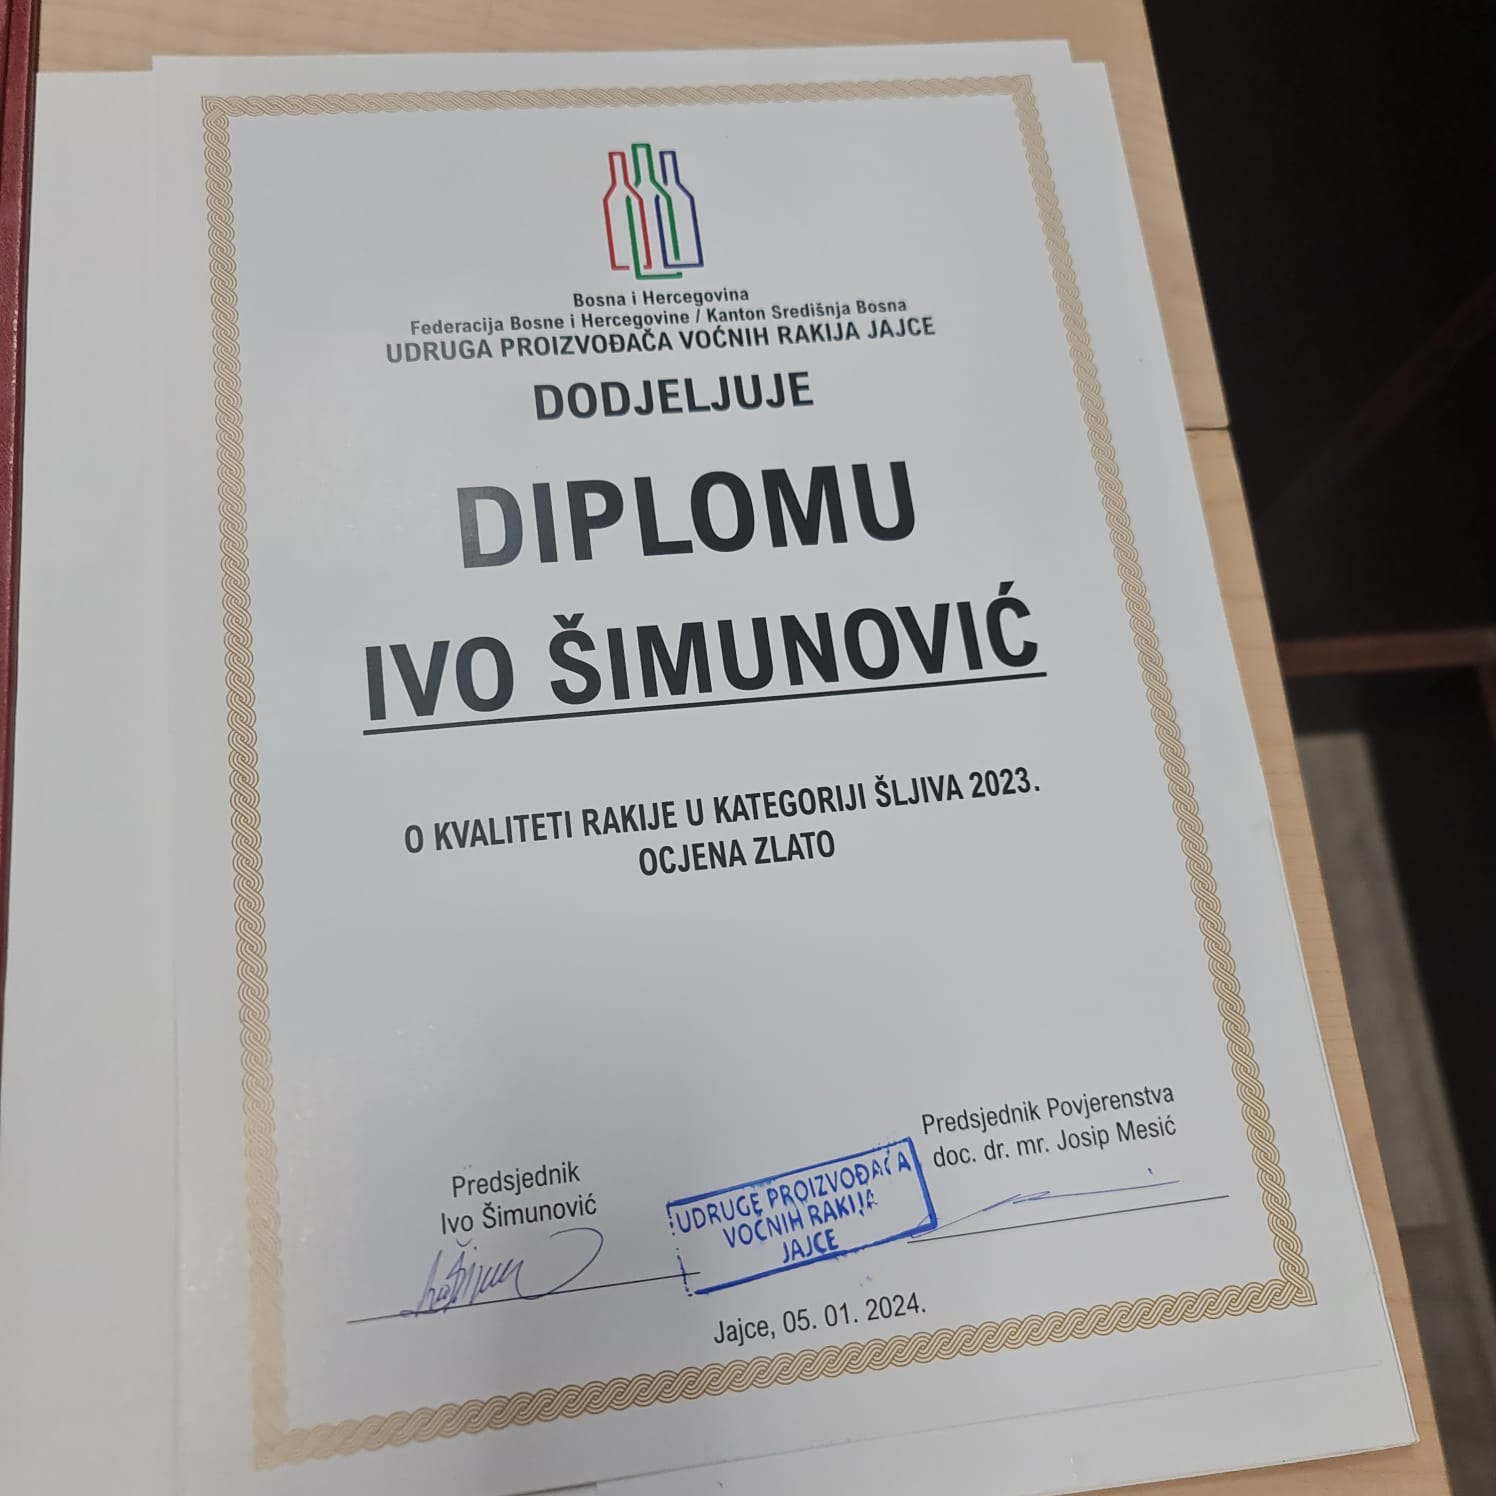 Bosna i Hercegovina
Federacija Bosne i Hercegovine / Kanton Središnja Bosna
UDRUGA PROIZVOĐAČA VOĆNIH RAKIJA JAJCE
DODJELJUJE
DIPLOMU
IVO ŠIMUNOVIĆ
O KVALITETI RAKIJE U KATEGORIJI ŠLJIVA 2023.
OCJENA ZLATO
Predsjednik
Ivo Šimunović
UDRUGE PROIZVOĐAČA
VOĆNIH RAKIJA
JAJCE
Predsjednik Povjerenstva
doc. dr. mr. Josip Mesić
Jajce, 05. 01. 2024.